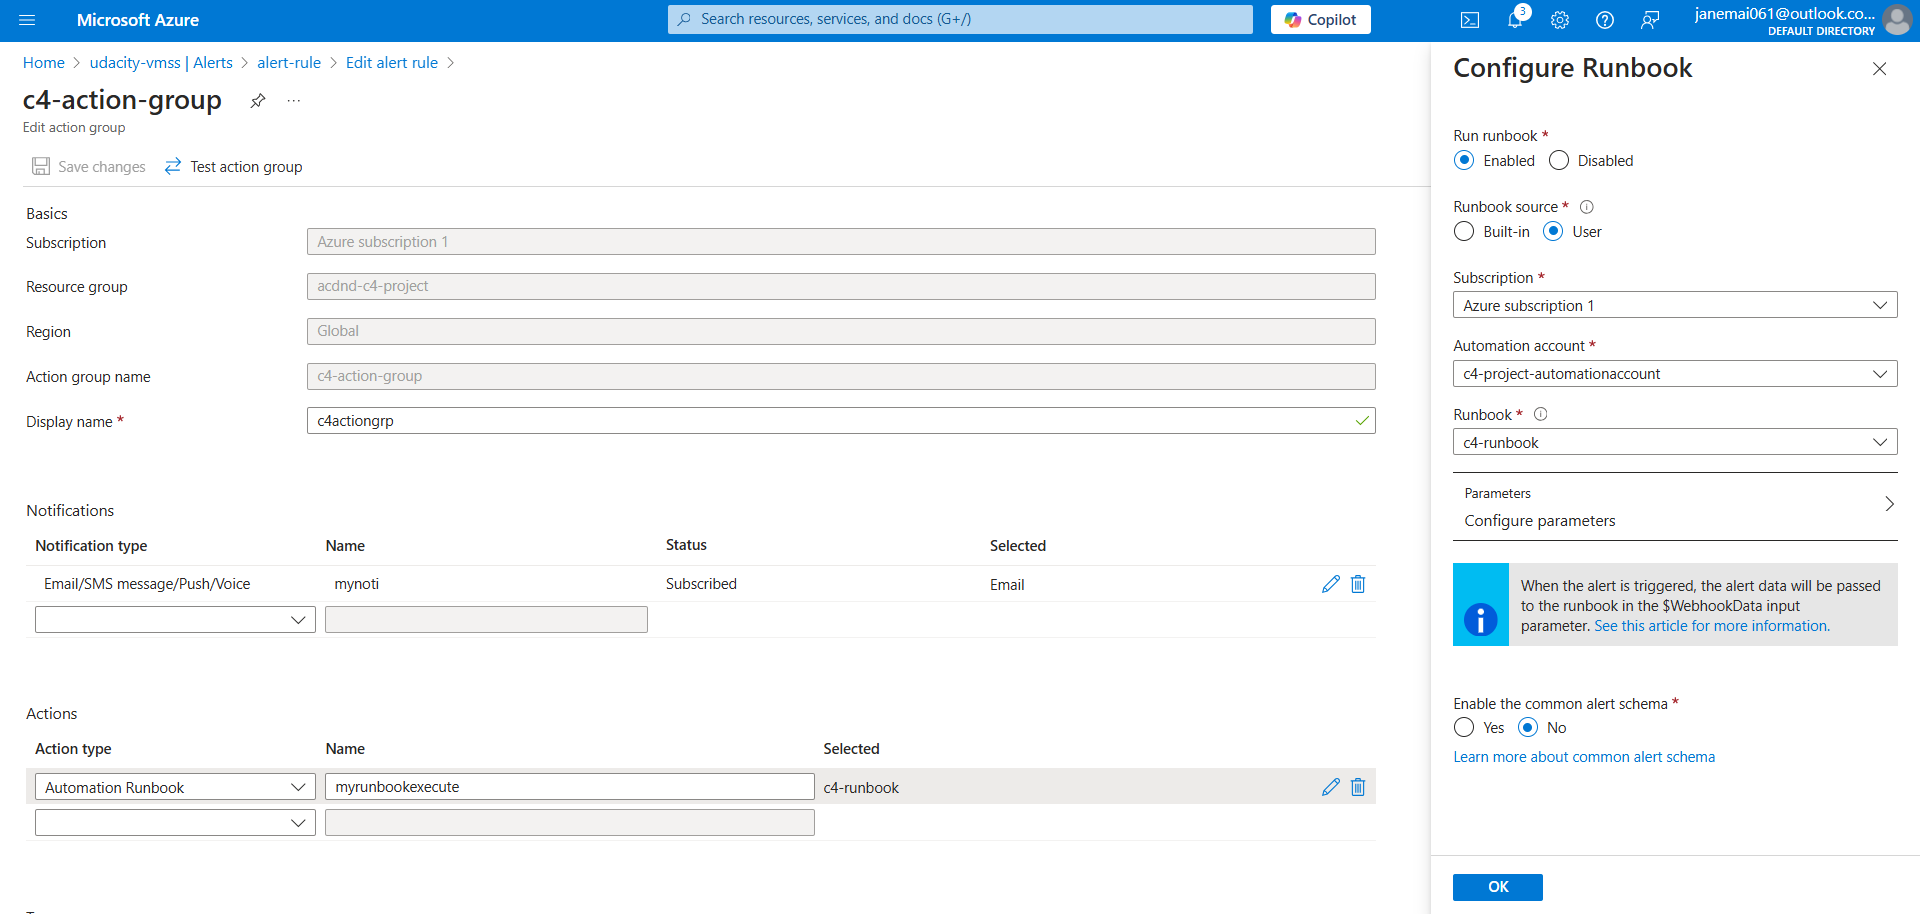 Microsoft Azure
Search resources, services, and docs (G+/)
Copilot
3
janemai061@outlook.co...
DEFAULT DIRECTORY
Home > udacity-vmss | Alerts > alert-rule > Edit alert rule >
c4-action-group
Edit action group
Save changes
Test action group
Basics
Subscription
Azure subscription 1
Resource group
acdnd-c4-project
Region
Global
Action group name
c4-action-group
Display name *
c4actiongrp
Notifications
Notification type Name Status Selected
Email/SMS message/Push/Voice mynoti Subscribed Email
Actions
Action type Name Selected
Automation Runbook myrunbookexecute c4-runbook
Configure Runbook
Run runbook *
Enabled Disabled
Runbook source *
Built-in User
Subscription *
Azure subscription 1
Automation account *
c4-project-automationaccount
Runbook *
c4-runbook
Parameters
Configure parameters
When the alert is triggered, the alert data will be passed
to the runbook in the $WebhookData input
parameter. See this article for more information.
Enable the common alert schema *
Yes No
Learn more about common alert schema
OK